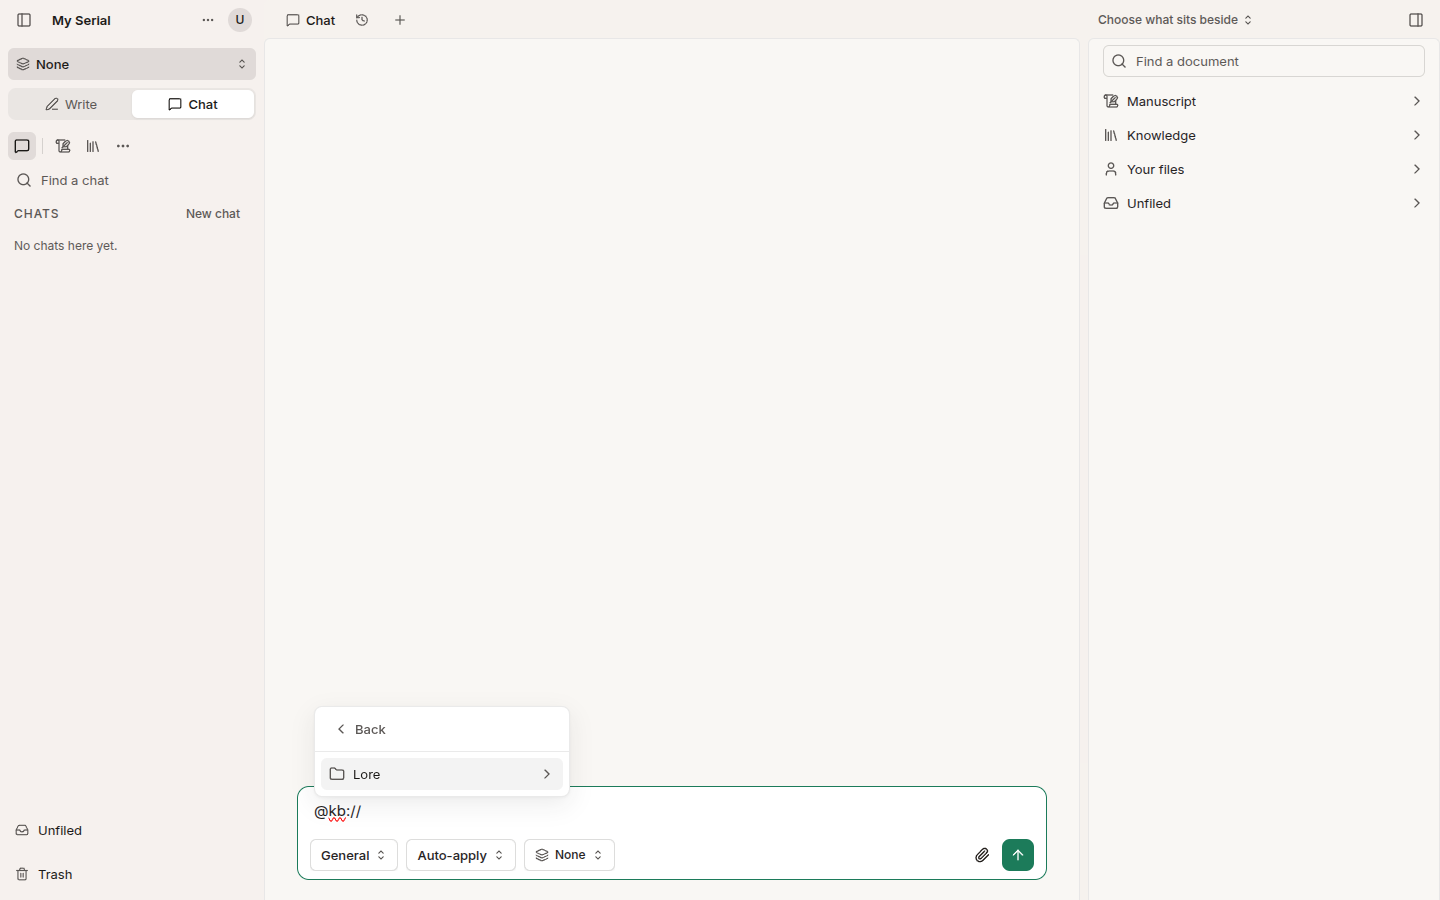 My Serial
U
None
Write
Chat
Find a chat
CHATS
New chat
No chats here yet.
Unfiled
Trash
Chat
Back
Lore
@kb://
General
Auto-apply
None
Choose what sits beside
Find a document
Manuscript
Knowledge
Your files
Unfiled